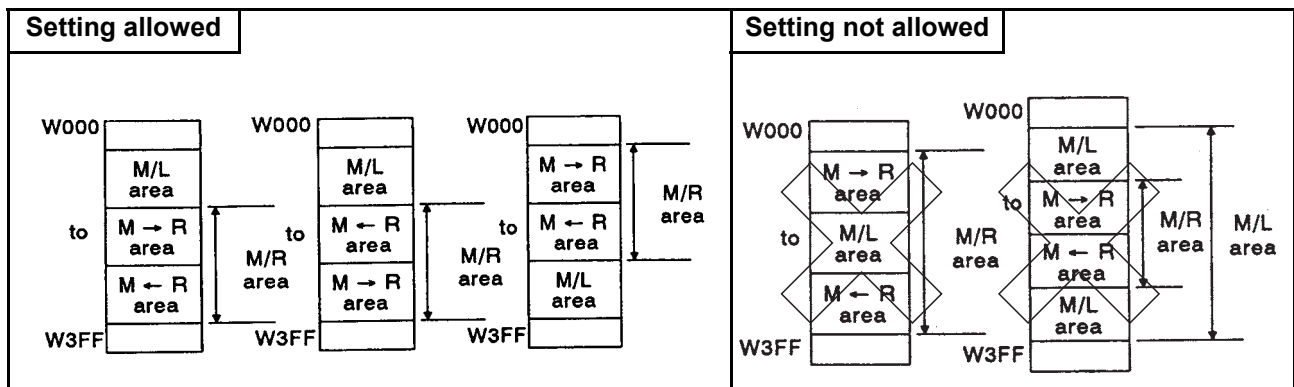 Setting allowed
W000
M/L
area
to
M → R
area
M ← R
area
M/R
area
W3FF
W000
M/L
area
to
M ← R
area
M → R
area
M/R
area
W3FF
W000
M → R
area
to
M ← R
area
M/L
area
M/R
area
W3FF
Setting not allowed
W000
M → R
area
to
M/L
area
M ← R
area
M/R
area
W3FF
W000
M/L
area
to
M → R
area
M ← R
area
M/L
area
M/R
area
M/L
area
W3FF